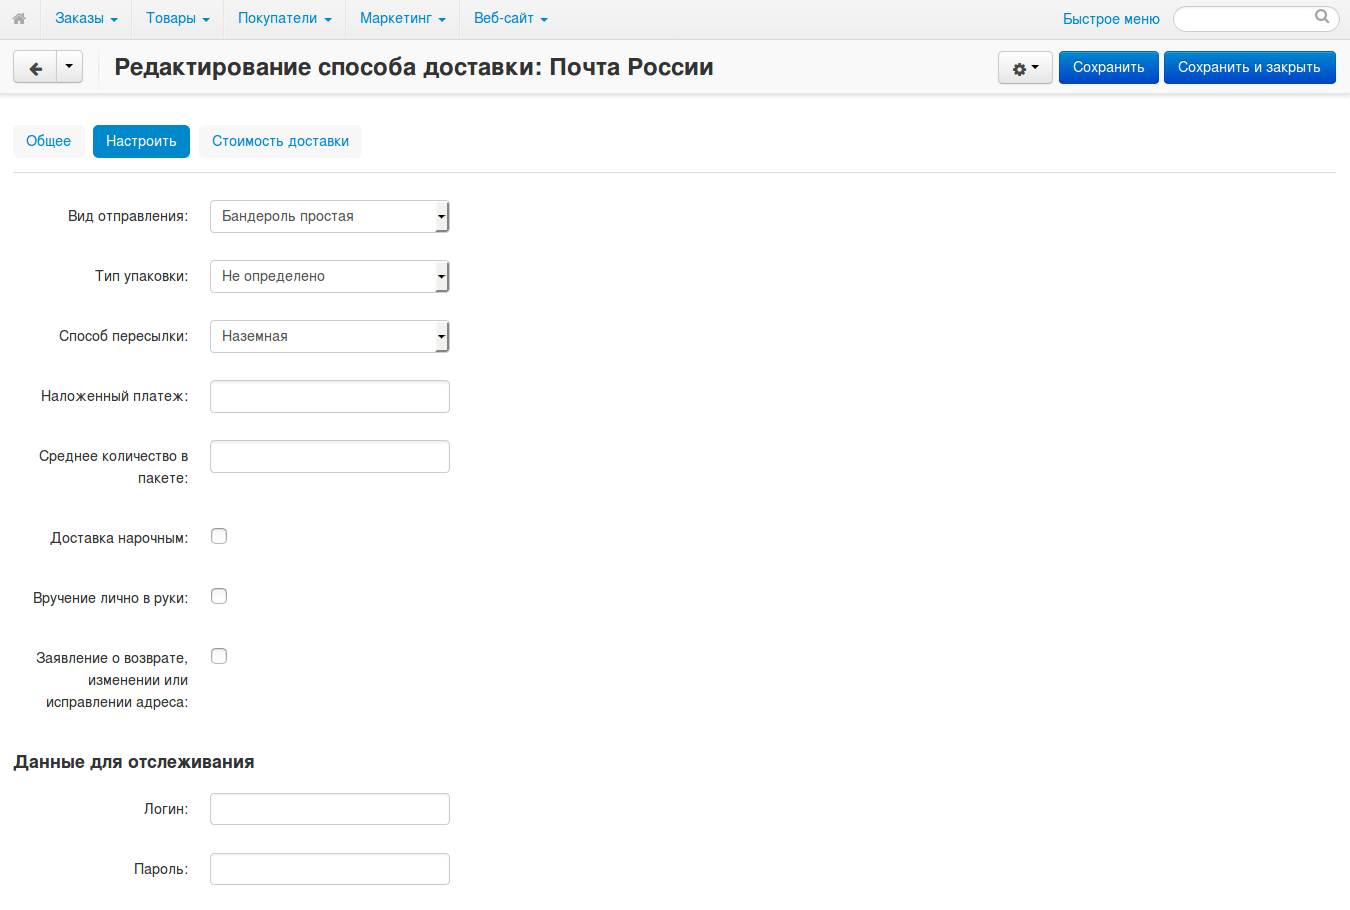 Заказы Товары Покупатели Маркетинг Веб-сайт Быстрое меню
Редактирование способа доставки: Почта России Сохранить Сохранить и закрыть
Общее Настроить Стоимость доставки
Вид отправления: Бандероль простая
Тип упаковки: Не определено
Способ пересылки: Наземная
Наложенный платеж:
Среднее количество в
пакете:
Доставка нарочным:
Вручение лично в руки:
Заявление о возврате,
изменении или
исправлении адреса:
Данные для отслеживания
Логин:
Пароль: